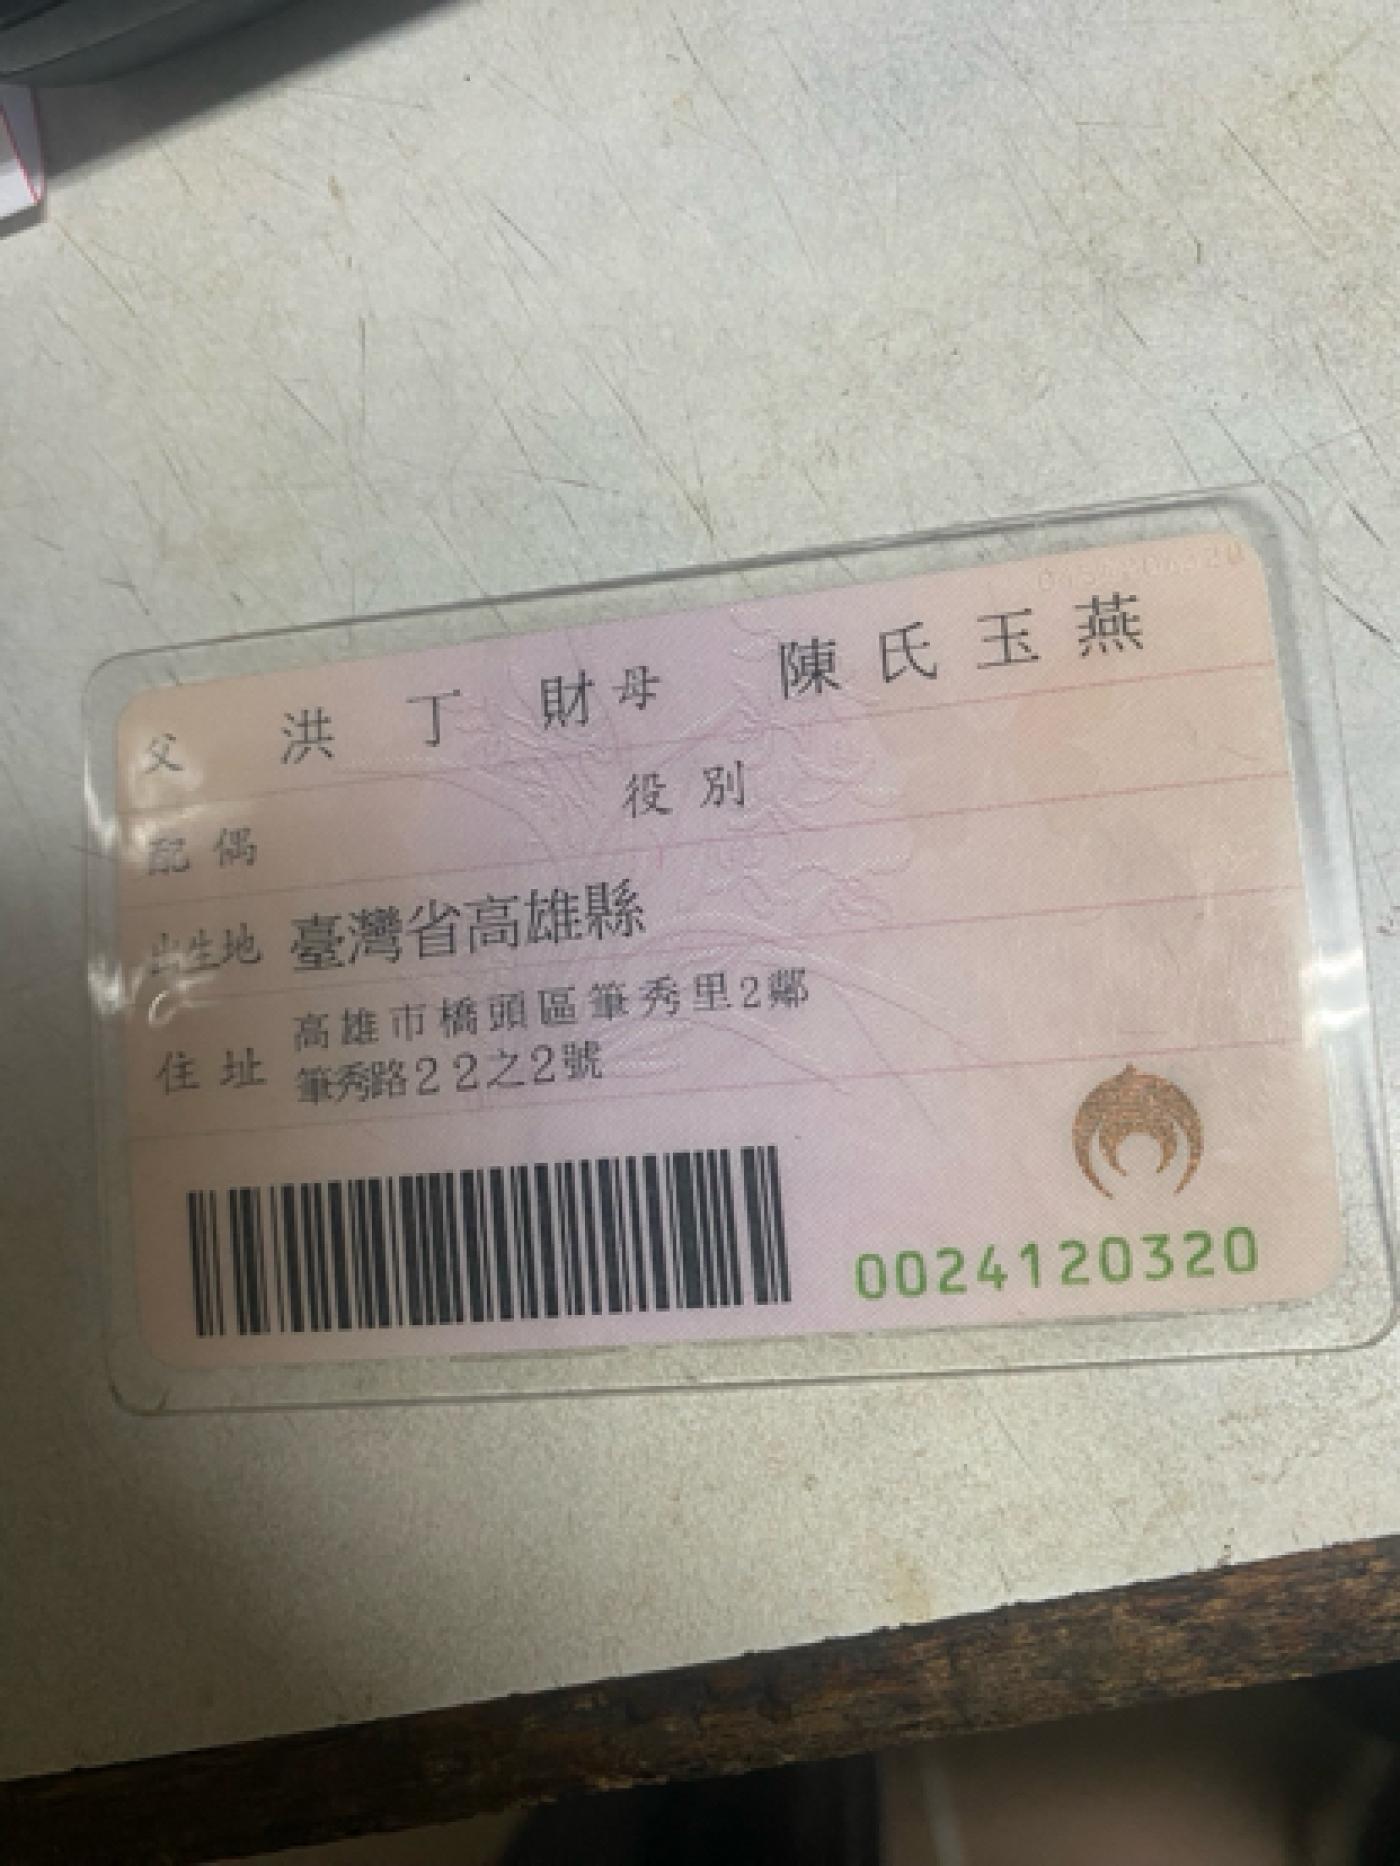 父 洪丁財 母 陳氏玉燕
配偶 役別
出生地 臺灣省高雄縣
住址 高雄市橋頭區筆秀里2鄰
筆秀路22之2號
0024120320